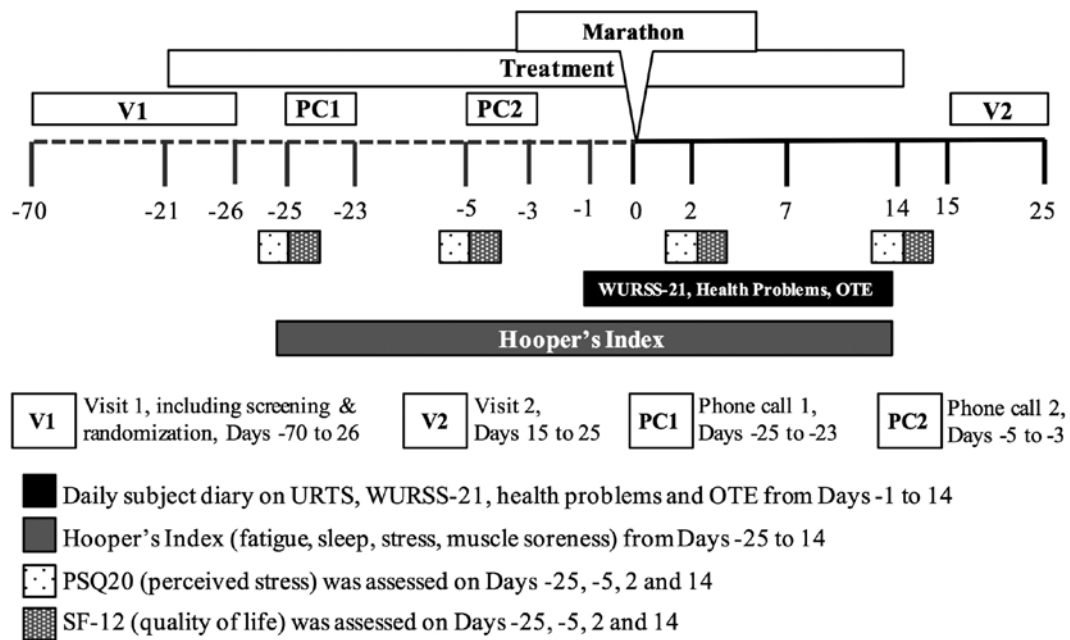 Marathon
Treatment
V1
PC1
PC2
V2
-70
-21
-26
-25
-23
-5
-3
-1
0
2
7
14
15
25
WURSS-21, Health Problems, OTE
Hooper's Index
V1
Visit 1, including screening &
randomization, Days -70 to 26
V2
Visit 2,
Days 15 to 25
PC1
Phone call 1,
Days -25 to -23
PC2
Phone call 2,
Days -5 to -3
Daily subject diary on URTS, WURSS-21, health problems and OTE from Days -1 to 14
Hooper's Index (fatigue, sleep, stress, muscle soreness) from Days -25 to 14
PSQ20 (perceived stress) was assessed on Days -25, -5, 2 and 14
SF-12 (quality of life) was assessed on Days -25, -5, 2 and 14